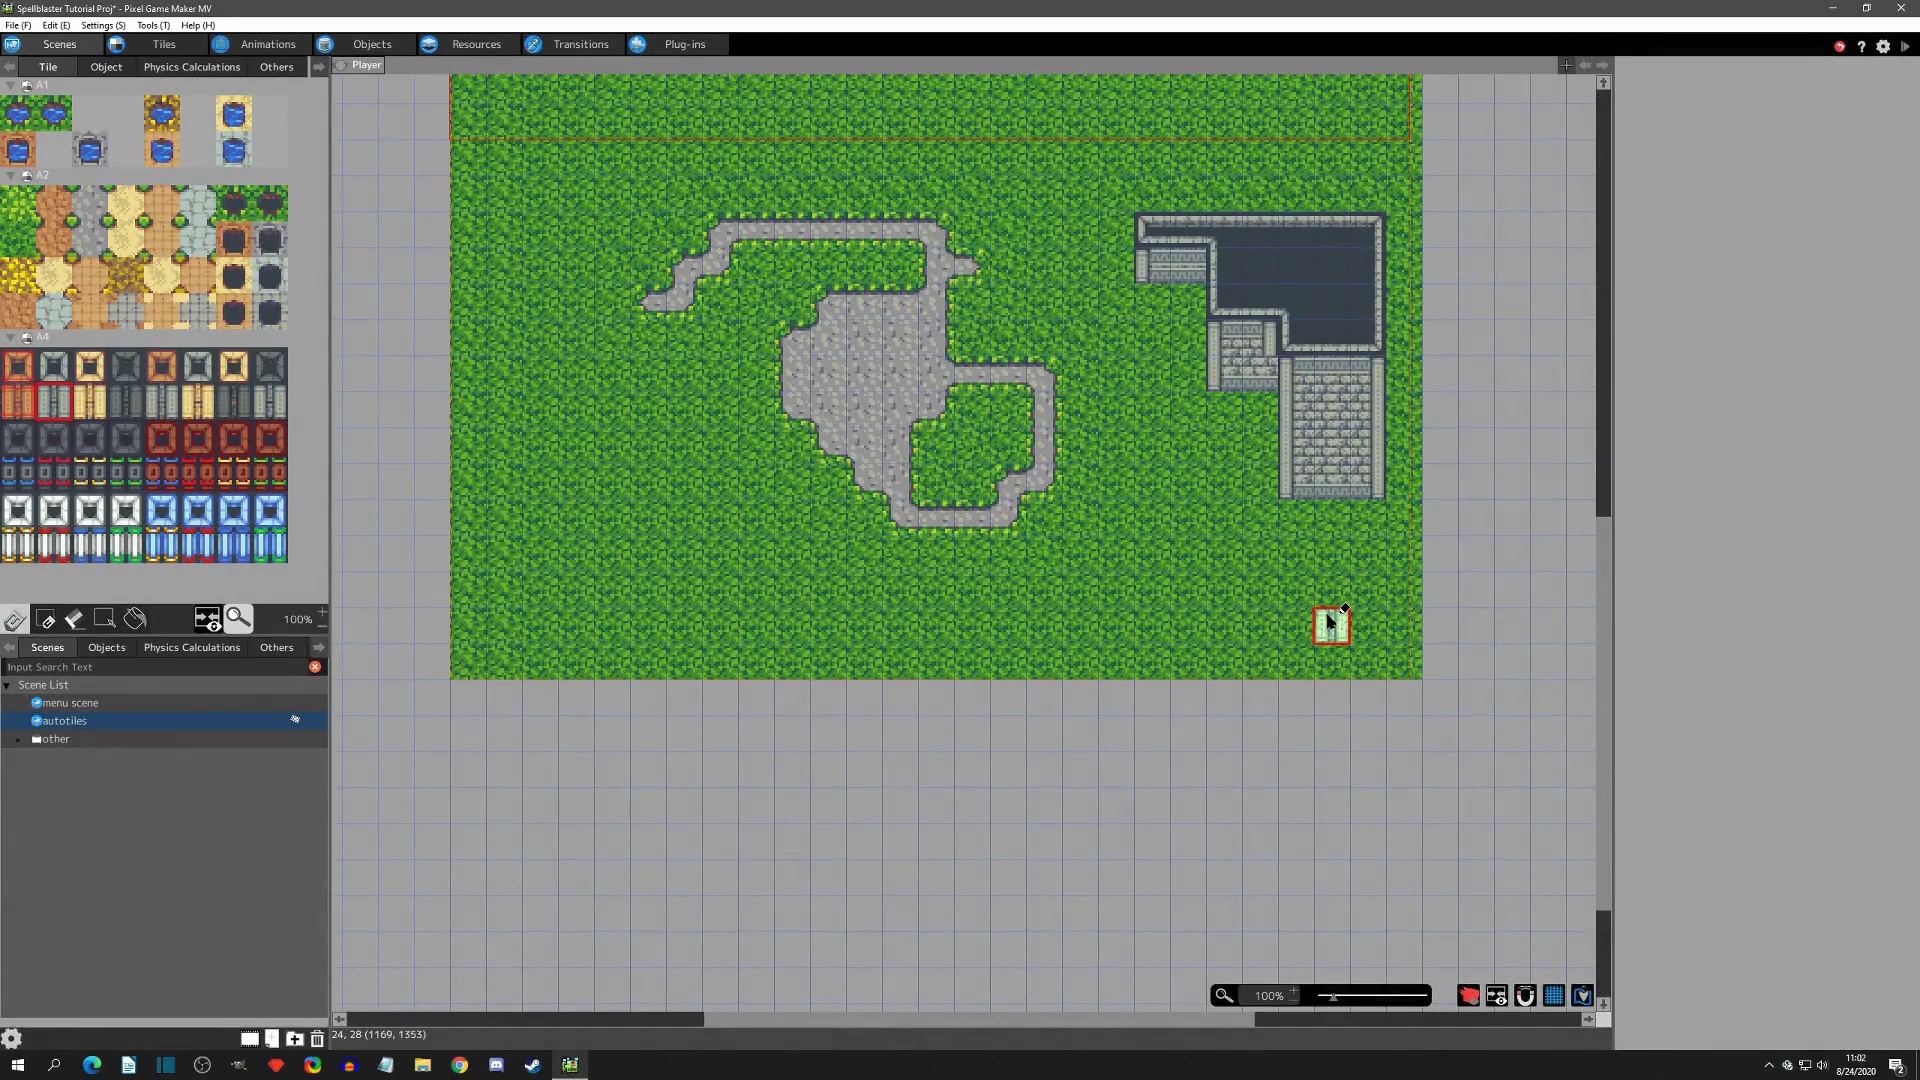 Spellblaster Tutorial Proj* - Pixel Game Maker MV
File (F) Edit (E) Settings (S) Tools (T) Help (H)
Scenes Tiles Animations Objects Resources Transitions Plug-ins
Tile Object Physics Calculations Others
Player
A1
A2
A4
100%
Scenes Objects Physics Calculations Others
Input Search Text
Scene List
menu scene
autotiles
other
100%
24, 28 (1169, 1353)
11:02
8/24/2020
2